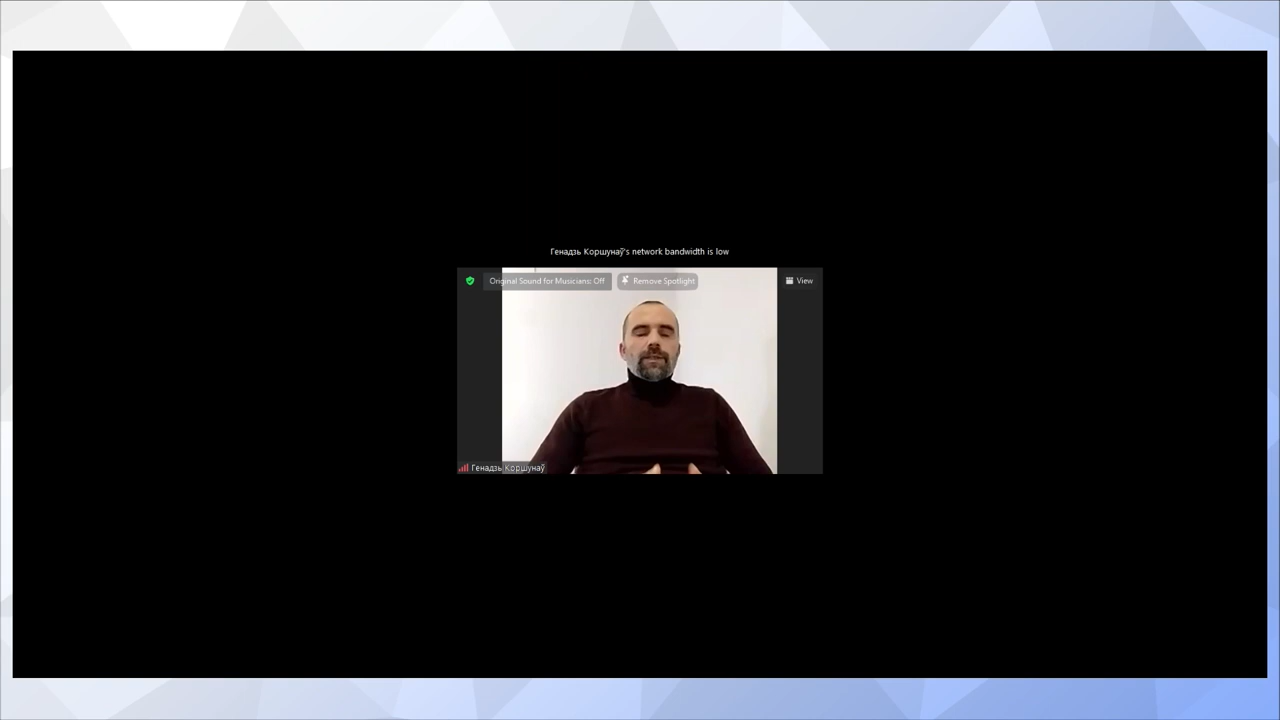 Генадзь Коршунаў's network bandwidth is low
Original Sound for Musicians: Off
Remove Spotlight
View
Генадзь Коршунаў